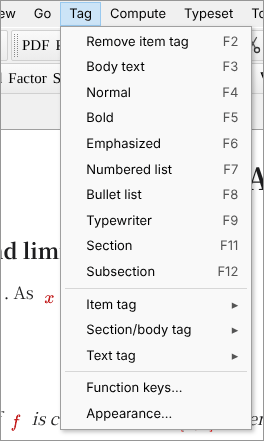 ew Go Tag Compute Typeset To
PDF
Factor S
Remove item tag F2
Body text F3
Normal F4
Bold F5
Emphasized F6
Numbered list F7
Bullet list F8
Typewriter F9
Section F11
Subsection F12
Item tag
Section/body tag
Text tag
Function keys...
Appearance...
A
nd lim
. As x
f f is c en